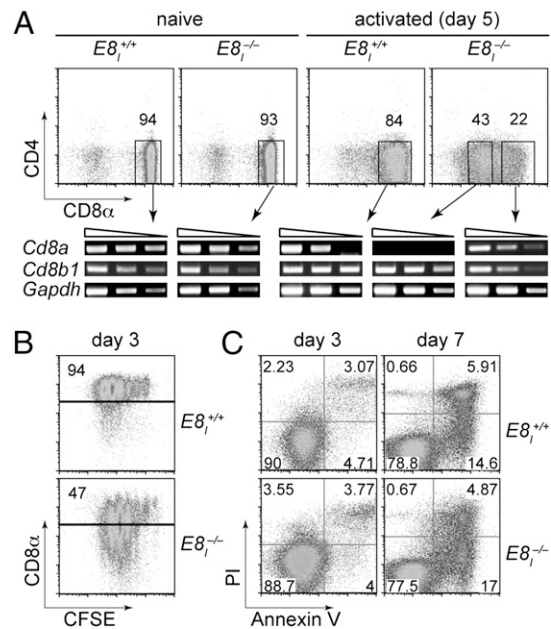 A
naive activated (day 5)
E8I+/+ E8I−/− E8I+/+ E8I−/−
94 93 84 43 22
CD4
CD8α
Cd8a
Cd8b1
Gapdh
B day 3
94
E8I+/+
47
E8I−/−
CD8α
CFSE
C day 3 day 7
2.23 3.07 0.66 5.91
E8I+/+
90 4.71 78.8 14.6
3.55 3.77 0.67 4.87
E8I−/−
88.7 4 77.5 17
PI
Annexin V